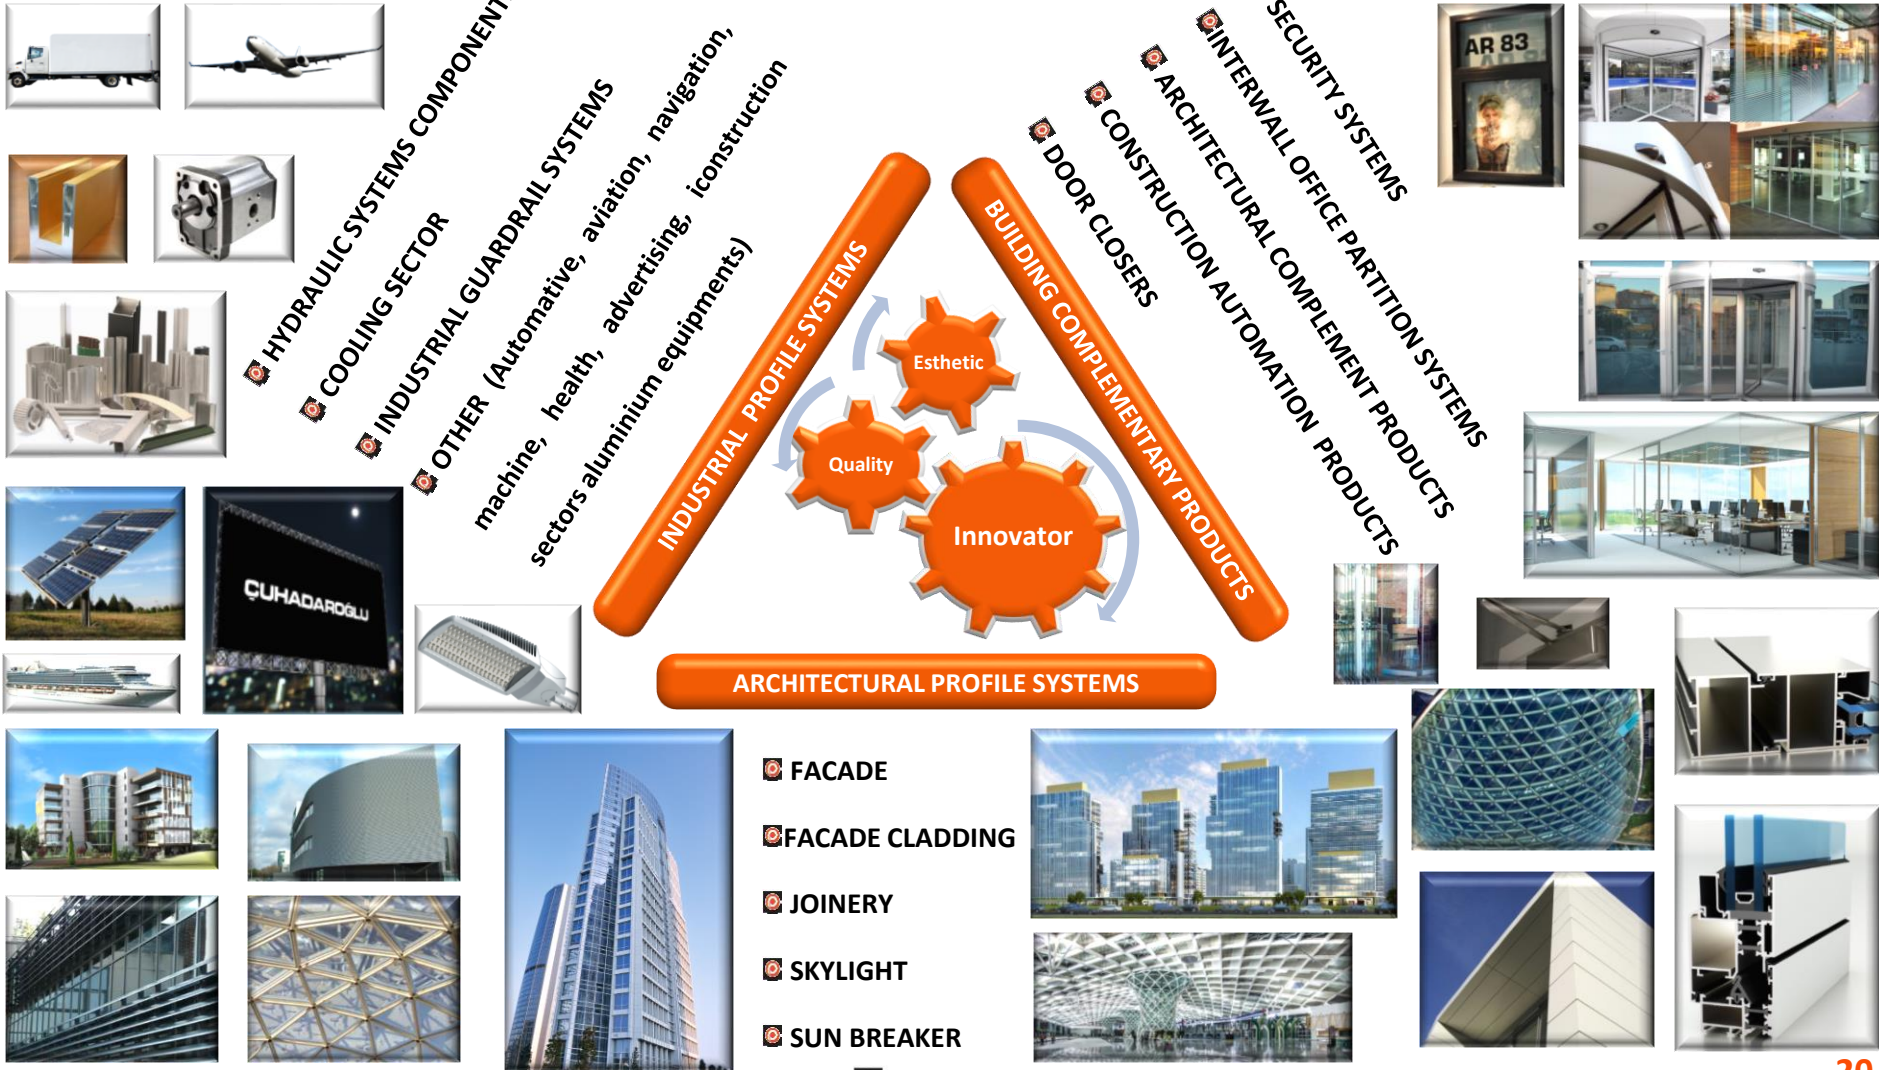 HYDRAULIC SYSTEMS COMPONENT
COOLING SECTOR
INDUSTRIAL GUARDRAIL SYSTEMS
OTHER (Automative, aviation, navigation,
machine, health, advertising, iconstruction
sectors aluminium equipments)
INDUSTRIAL PROFILE SYSTEMS
SECURITY SYSTEMS
INTERWALL OFFICE PARTITION SYSTEMS
ARCHITECTURAL COMPLEMENT PRODUCTS
CONSTRUCTION AUTOMATION PRODUCTS
DOOR CLOSERS
BUILDING COMPLEMENTARY PRODUCTS
AR 83
Esthetic
Quality
Innovator
ÇUHADAROĞLU
ARCHITECTURAL PROFILE SYSTEMS
FACADE
FACADE CLADDING
JOINERY
SKYLIGHT
SUN BREAKER
20